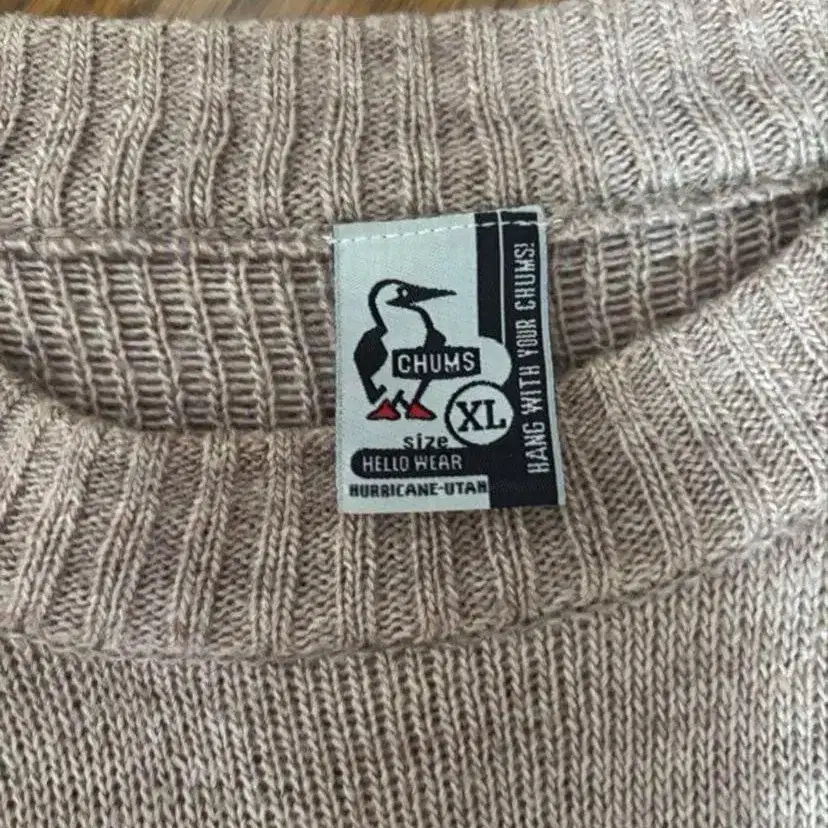 CHUMS
XL
size
HELLO WEAR
HURRICANE-UTAH
HANG WITH YOUR CHUMS!